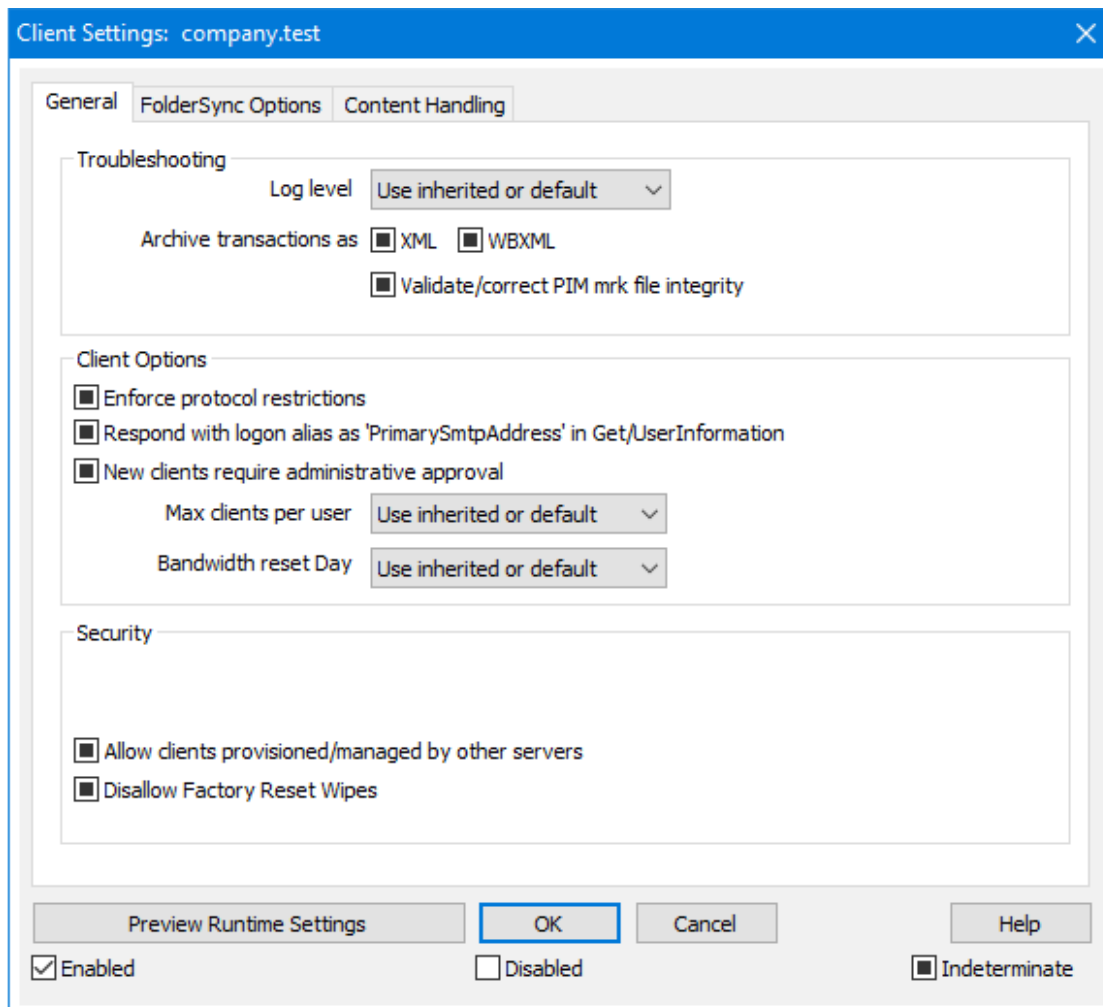 Client Settings: company.test
General FolderSync Options Content Handling
Troubleshooting
Log level Use inherited or default
Archive transactions as XML WBXML
Validate/correct PIM mrk file integrity
Client Options
Enforce protocol restrictions
Respond with logon alias as 'PrimarySmtpAddress' in Get/UserInformation
New clients require administrative approval
Max clients per user Use inherited or default
Bandwidth reset Day Use inherited or default
Security
Allow clients provisioned/managed by other servers
Disallow Factory Reset Wipes
Preview Runtime Settings OK Cancel Help
Enabled Disabled Indeterminate